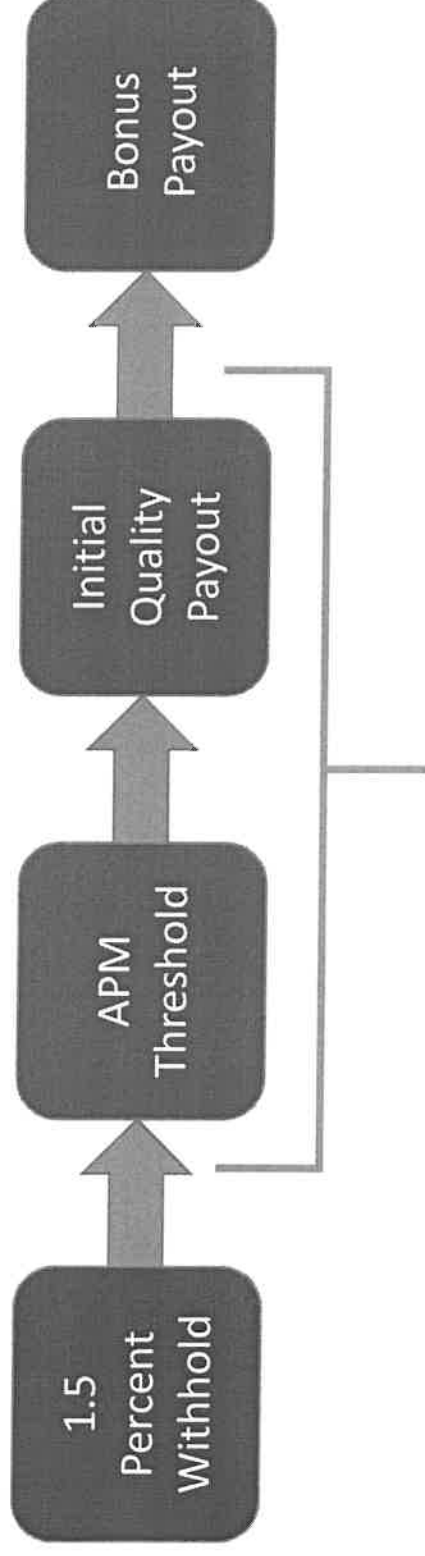 1.5
Percent
Withhold
APM
Threshold
Initial
Quality
Payout
Bonus
Payout